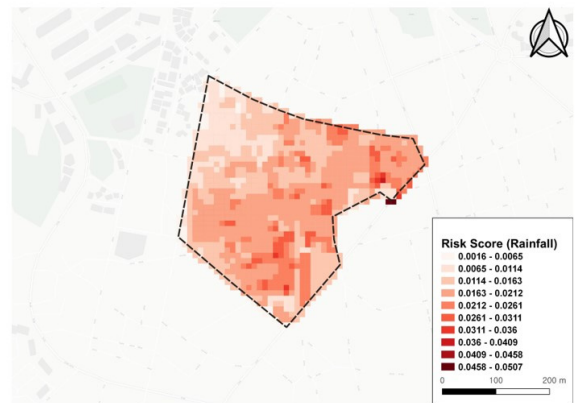 Risk Score (Rainfall)
0.0016 - 0.0065
0.0065 - 0.0114
0.0114 - 0.0163
0.0163 - 0.0212
0.0212 - 0.0261
0.0261 - 0.0311
0.0311 - 0.036
0.036 - 0.0409
0.0409 - 0.0458
0.0458 - 0.0507
0 100 200 m